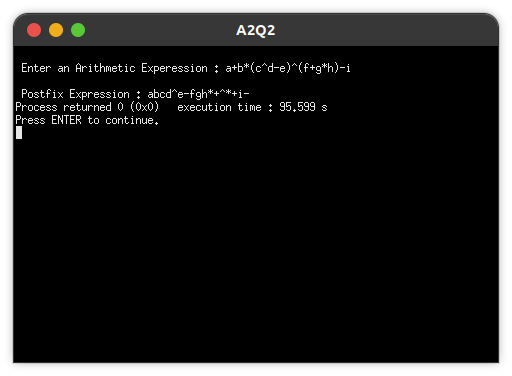 A2Q2
Enter an Arithmetic Experession : a+b*(c^d-e)^(f+g*h)-i
Postfix Expression : abcd^e-fgh*+^*+i-
Process returned 0 (0x0)   execution time : 95.599 s
Press ENTER to continue.